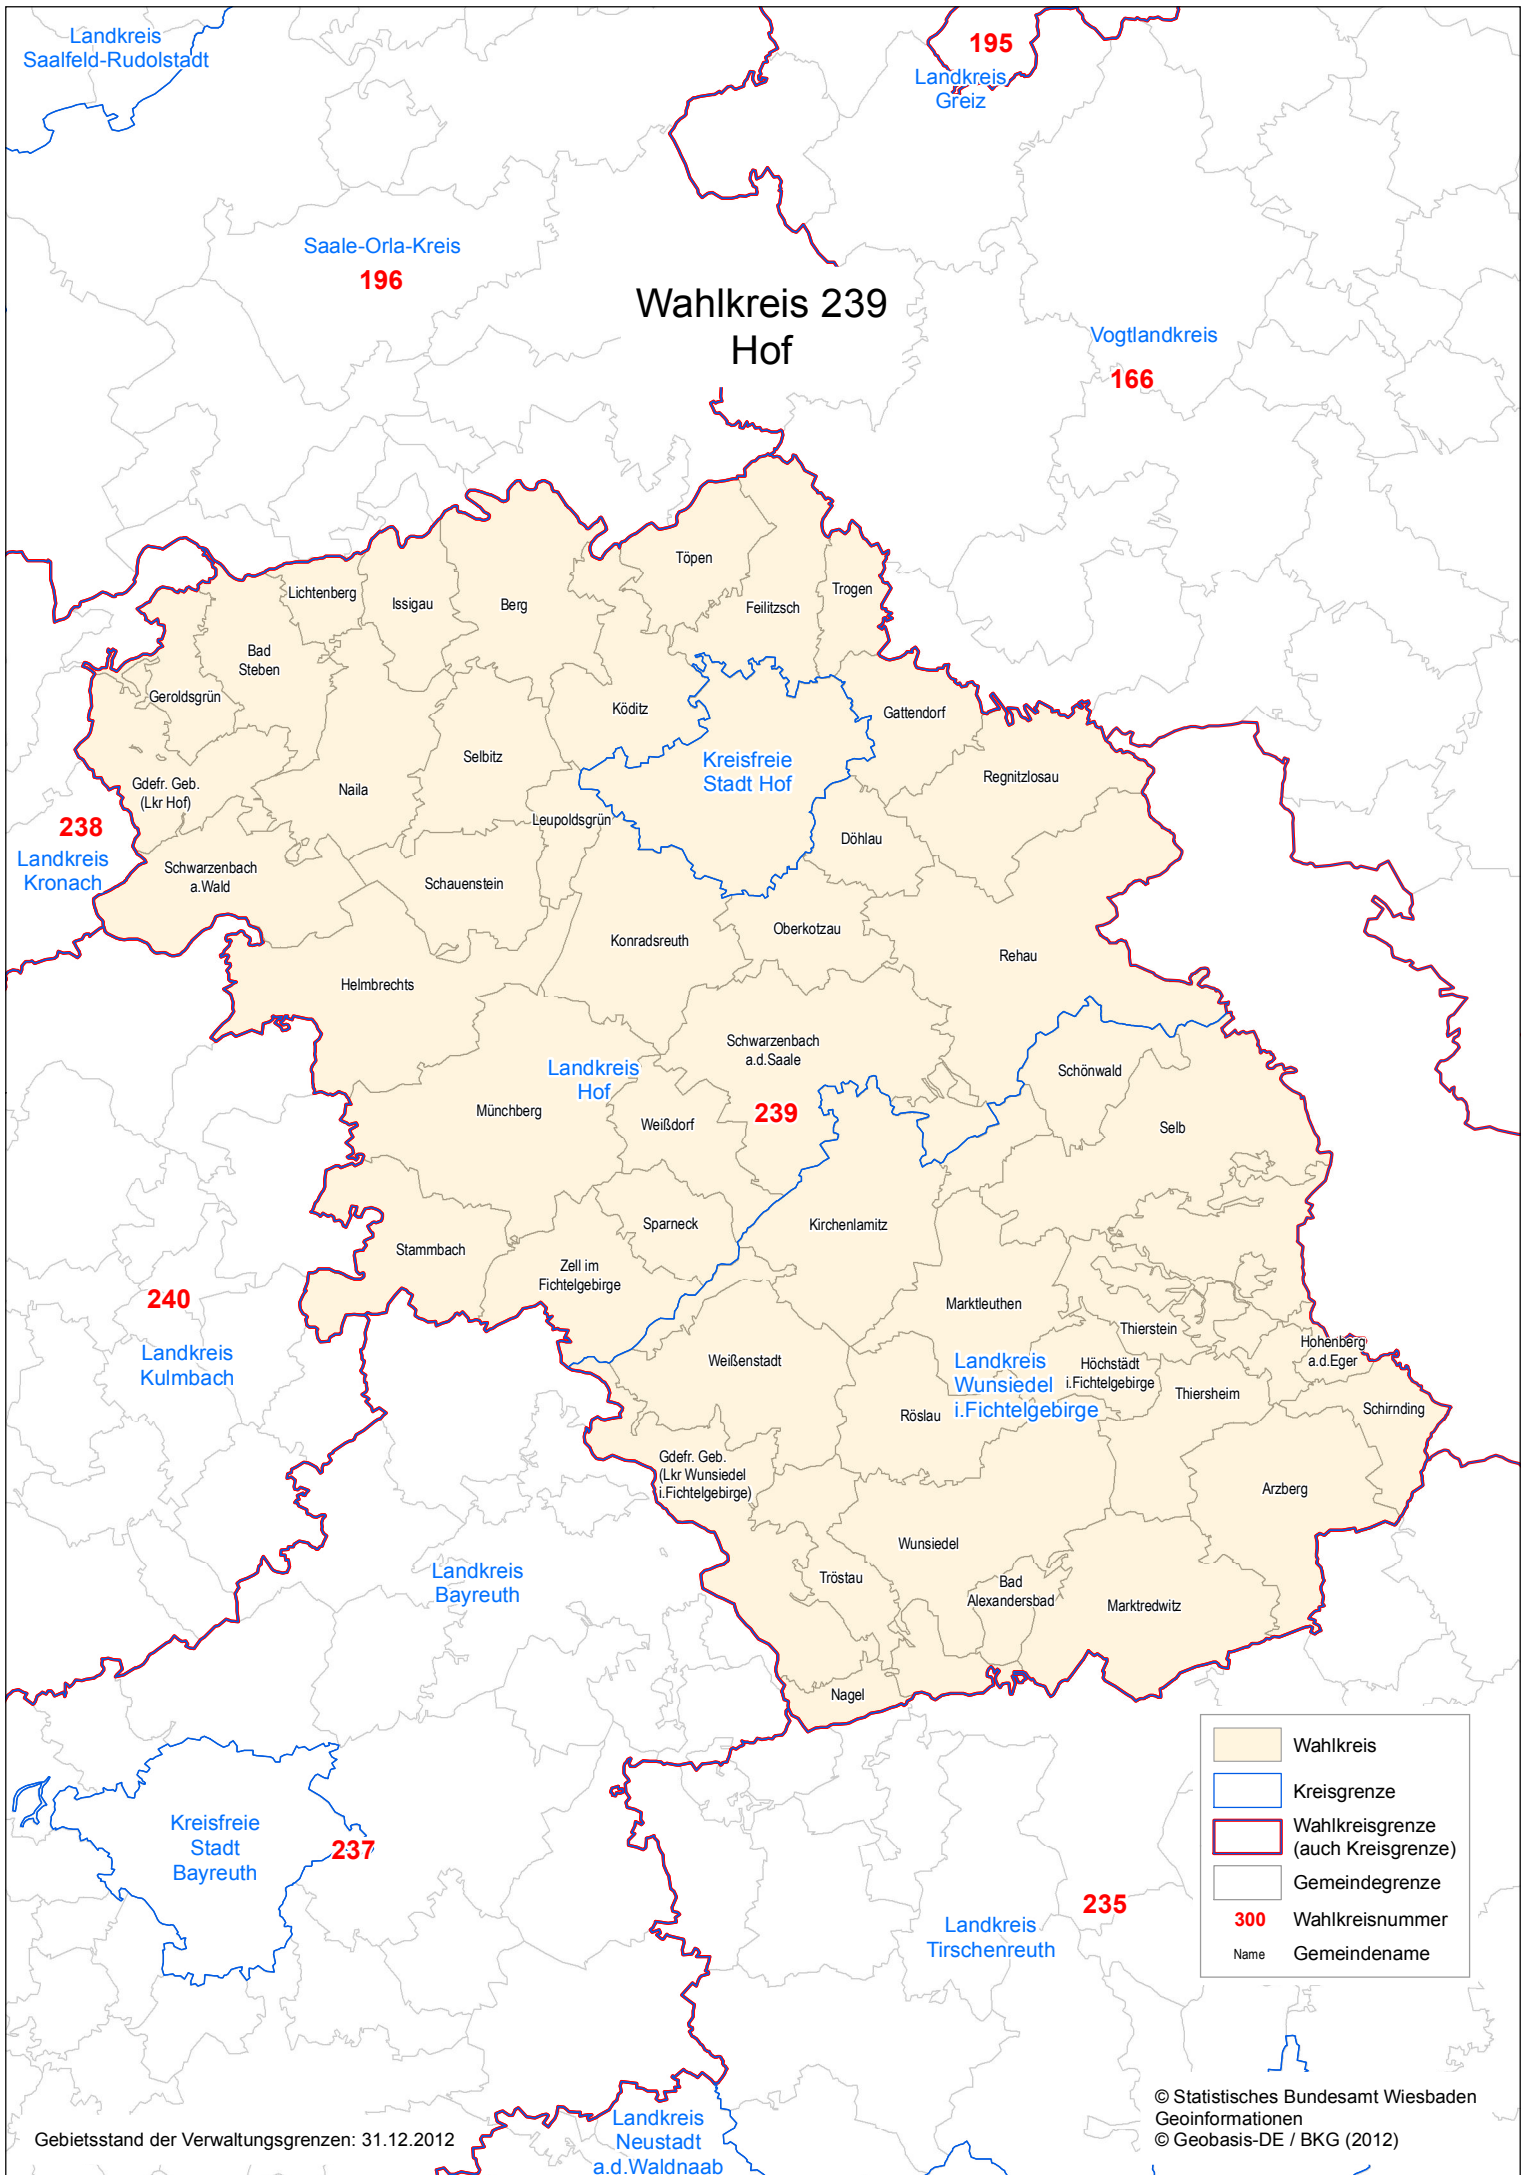 Landkreis
Saalfeld-Rudolstadt
195
Landkreis
Greiz
Saale-Orla-Kreis
196
Wahlkreis 239
Hof
Vogtlandkreis
166
Töpen
Lichtenberg
Issigau
Berg
Feilitzsch
Trogen
Bad
Steben
Geroldsgrün
Köditz
Gattendorf
Selbitz
Kreisfreie
Stadt Hof
Regnitzlosau
Gdefr. Geb.
(Lkr Hof)
Naila
Leupoldsgrün
238
Landkreis
Kronach
Döhlau
Schwarzenbach
a.Wald
Schauenstein
Konradsreuth
Oberkotzau
Rehau
Helmbrechts
Schwarzenbach
a.d.Saale
Landkreis
Hof
Schönwald
Münchberg
Weißdorf
239
Selb
Sparneck
Kirchenlamitz
Stammbach
Zell im
Fichtelgebirge
240
Landkreis
Kulmbach
Marktleuthen
Thierstein
Hohenberg
a.d.Eger
Weißenstadt
Landkreis
Wunsiedel
i.Fichtelgebirge
Höchstädt
i.Fichtelgebirge
Thiersheim
Röslau
Schirnding
Gdefr. Geb.
(Lkr Wunsiedel
i.Fichtelgebirge)
Arzberg
Wunsiedel
Landkreis
Bayreuth
Tröstau
Bad
Alexandersbad
Marktredwitz
Nagel
Kreisfreie
Stadt
Bayreuth
237
235
Landkreis
Tirschenreuth
Wahlkreis
Kreisgrenze
Wahlkreisgrenze
(auch Kreisgrenze)
Gemeindegrenze
300 Wahlkreisnummer
Name Gemeindename
Landkreis
Neustadt
a.d.Waldnaab
Gebietsstand der Verwaltungsgrenzen: 31.12.2012
© Statistisches Bundesamt Wiesbaden
Geoinformationen
© Geobasis-DE / BKG (2012)